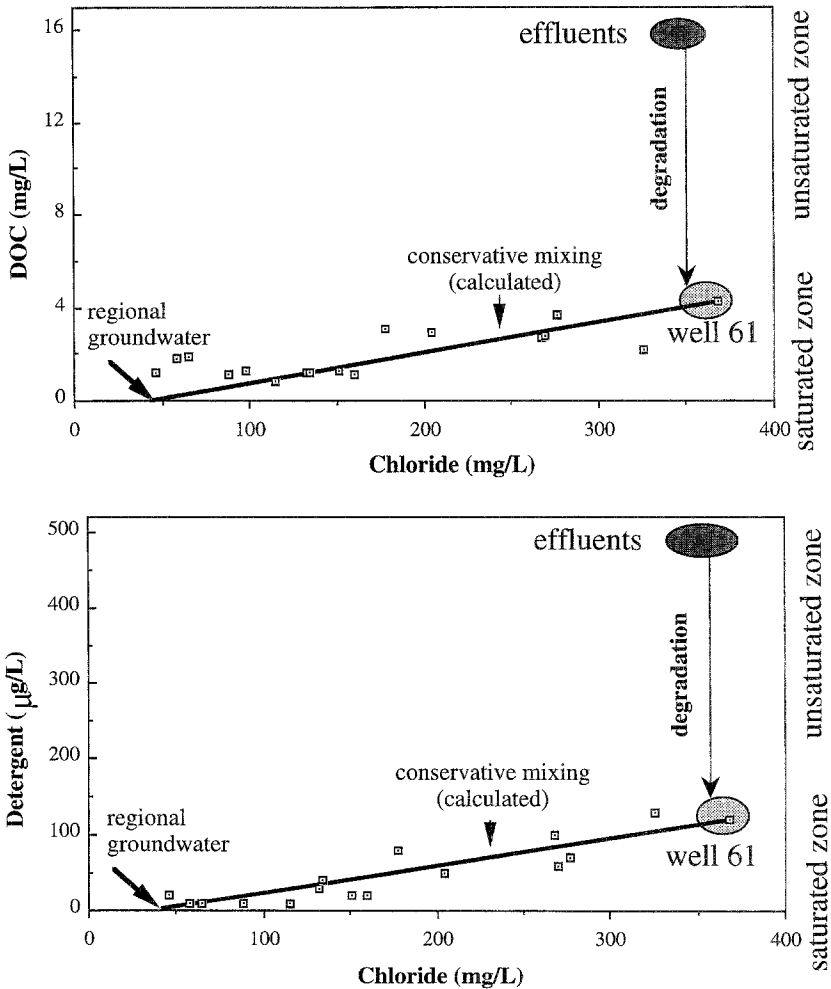 16
12
8
4
0
DOC (mg/L)
effluents
degradation
conservative mixing
(calculated)
regional
groundwater
well 61
100
200
300
400
Chloride (mg/L)
unsaturated zone
saturated zone
500
400
300
200
100
0
Detergent (μg/L)
effluents
degradation
conservative mixing
(calculated)
regional
groundwater
well 61
0
100
200
300
400
Chloride (mg/L)
unsaturated zone
saturated zone